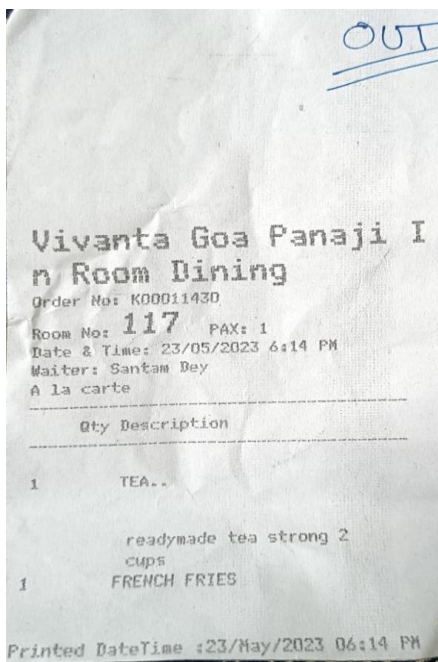 OUT
Vivanta Goa Panaji I
n Room Dining
Order No: K00011430
Room No: 117 PAX: 1
Date & Time: 23/05/2023 6:14 PM
Waiter: Santam Dey
A la carte
Qty Description
1 TEA..
readymade tea strong 2
cups
1 FRENCH FRIES
Printed DateTime :23/May/2023 06:14 PM